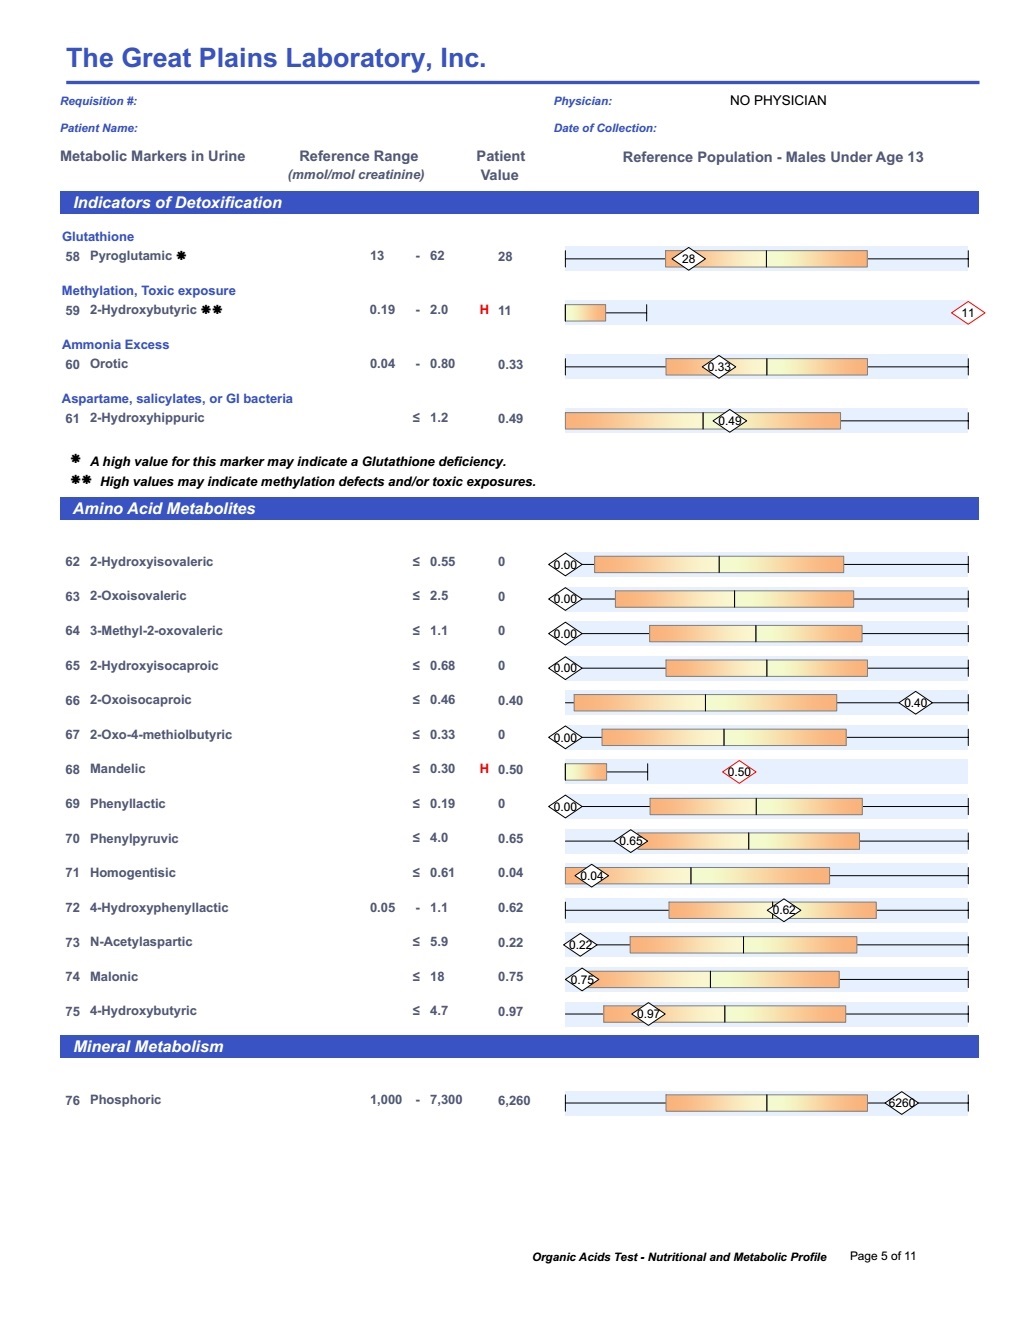 The Great Plains Laboratory, Inc.
Requisition #: Physician: NO PHYSICIAN
Patient Name: Date of Collection:
Metabolic Markers in Urine Reference Range Patient Reference Population - Males Under Age 13
(mmol/mol creatinine) Value
Indicators of Detoxification
Glutathione
58 Pyroglutamic ✱ 13 - 62 28 28
Methylation, Toxic exposure
59 2-Hydroxybutyric ✱✱ 0.19 - 2.0 H 11 11
Ammonia Excess
60 Orotic 0.04 - 0.80 0.33 0.33
Aspartame, salicylates, or GI bacteria
61 2-Hydroxyhippuric ≤ 1.2 0.49 0.49
✱ A high value for this marker may indicate a Glutathione deficiency.
✱✱ High values may indicate methylation defects and/or toxic exposures.
Amino Acid Metabolites
62 2-Hydroxyisovaleric ≤ 0.55 0 0.00
63 2-Oxoisovaleric ≤ 2.5 0 0.00
64 3-Methyl-2-oxovaleric ≤ 1.1 0 0.00
65 2-Hydroxyisocaproic ≤ 0.68 0 0.00
66 2-Oxoisocaproic ≤ 0.46 0.40 0.40
67 2-Oxo-4-methiolbutyric ≤ 0.33 0 0.00
68 Mandelic ≤ 0.30 H 0.50 0.50
69 Phenyllactic ≤ 0.19 0 0.00
70 Phenylpyruvic ≤ 4.0 0.65 0.65
71 Homogentisic ≤ 0.61 0.04 0.04
72 4-Hydroxyphenyllactic 0.05 - 1.1 0.62 0.62
73 N-Acetylaspartic ≤ 5.9 0.22 0.22
74 Malonic ≤ 18 0.75 0.75
75 4-Hydroxybutyric ≤ 4.7 0.97 0.97
Mineral Metabolism
76 Phosphoric 1,000 - 7,300 6,260 6260
Organic Acids Test - Nutritional and Metabolic Profile Page 5 of 11